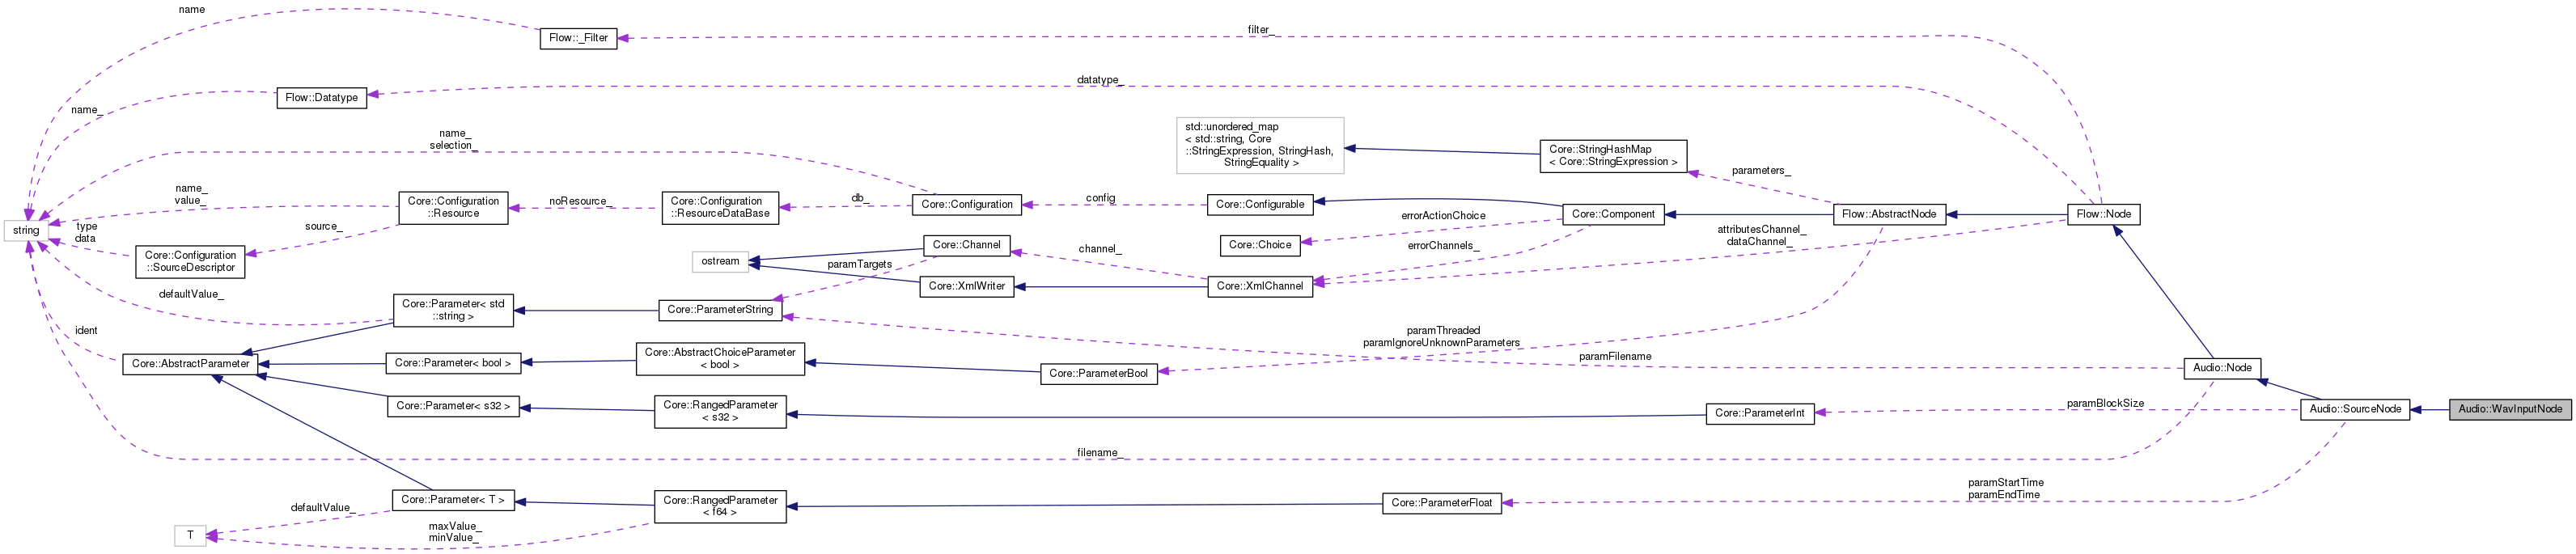 name
Flow::_Filter
filter_
datatype_
Flow::Datatype
name_
std::unordered_map
< std::string, Core
::StringExpression, StringHash,
StringEquality >
Core::StringHashMap
< Core::StringExpression >
name_
selection_
parameters_
name_
value_
Core::Configuration
::Resource
noResource_
Core::Configuration
::ResourceDataBase
db_
Core::Configuration
config
Core::Configurable
Core::Component
Flow::AbstractNode
Flow::Node
string
type
data
source_
Core::Configuration
::SourceDescriptor
errorActionChoice
Core::Choice
errorChannels_
attributesChannel_
dataChannel_
Core::Channel
channel_
ostream
paramTargets
Core::XmlWriter
Core::XmlChannel
defaultValue_
Core::Parameter< std
::string >
Core::ParameterString
ident
Core::AbstractParameter
Core::Parameter< bool >
Core::AbstractChoiceParameter
< bool >
paramThreaded
paramIgnoreUnknownParameters
Core::ParameterBool
paramFilename
Audio::Node
Core::Parameter< s32 >
Core::RangedParameter
< s32 >
Core::ParameterInt
paramBlockSize
Audio::SourceNode
Audio::WavInputNode
filename_
Core::Parameter< T >
Core::RangedParameter
< f64 >
Core::ParameterFloat
paramStartTime
paramEndTime
defaultValue_
maxValue_
minValue_
T